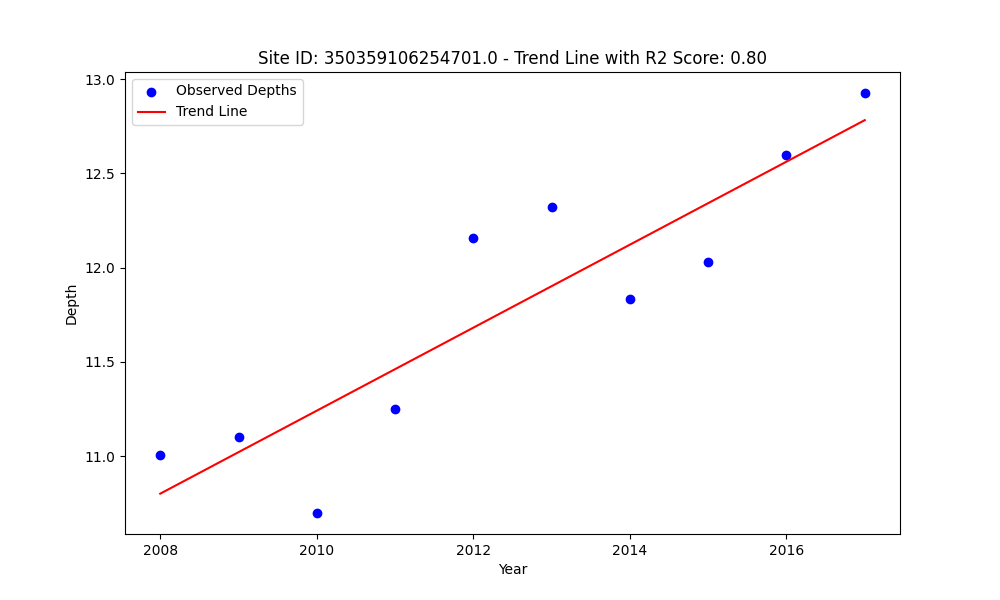 Site ID: 350359106254701.0 - Trend Line with R2 Score: 0.80
Observed Depths
Trend Line
13.0
12.5
12.0
11.5
11.0
Depth
2008 2010 2012 2014 2016
Year